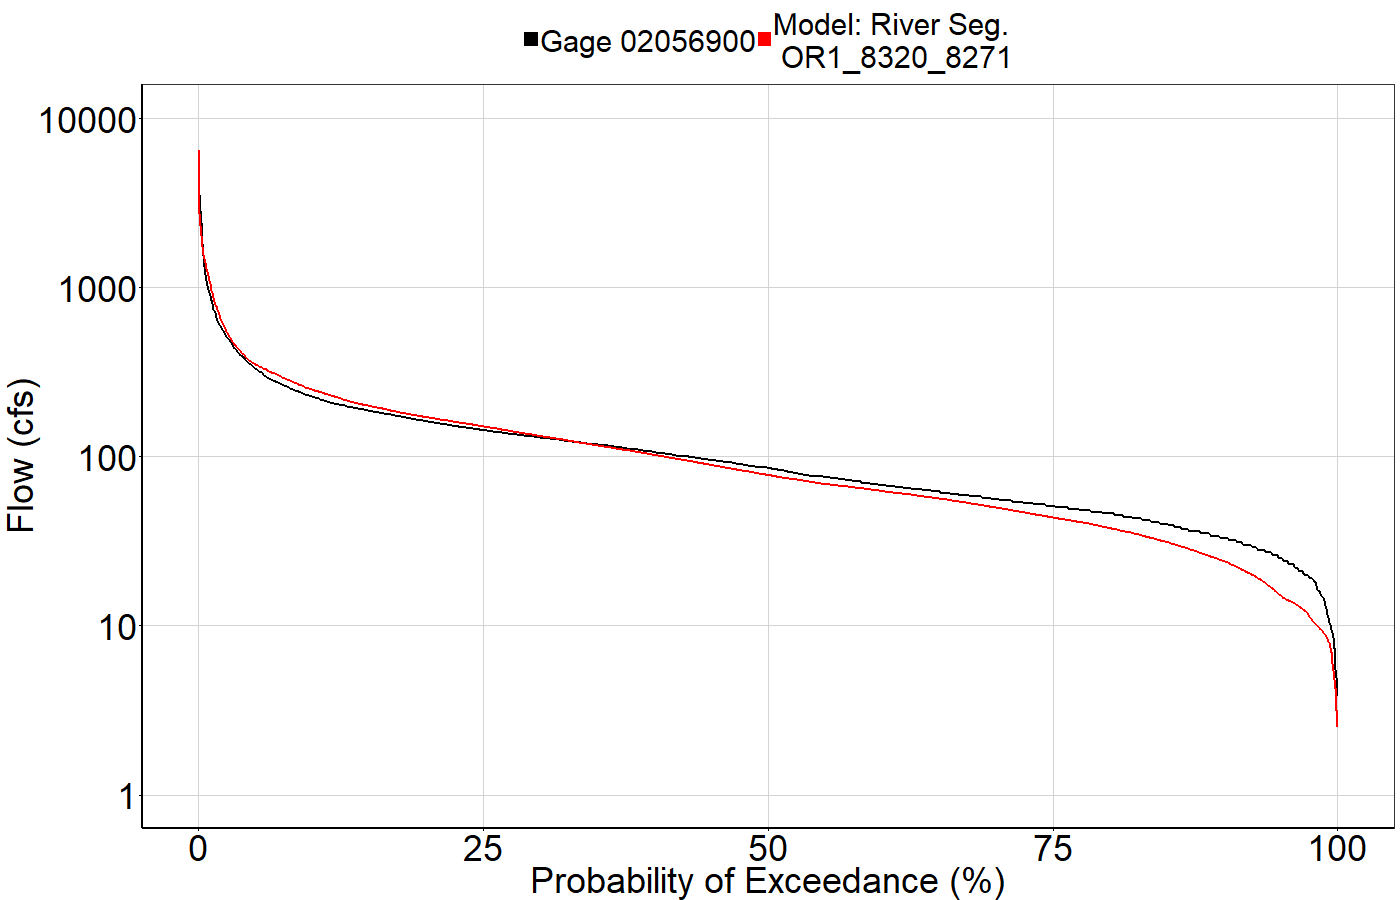 Gage 02056900
Model: River Seg.
OR1_8320_8271
Flow (cfs)
10000
1000
100
10
1
0 25 50 75 100
Probability of Exceedance (%)